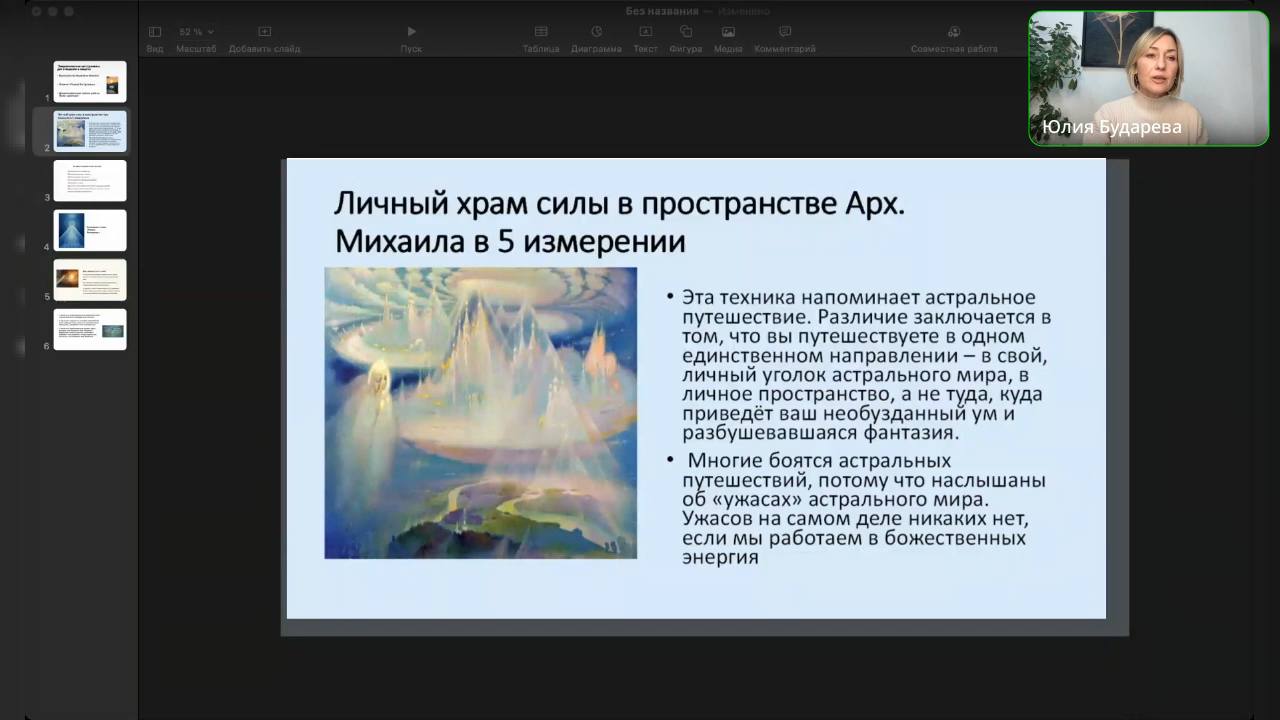 Без названия — Изменено
52 %
Вид
Масштаб
Добавить слайд
Пуск
Таблица
Диаграмма
Текст
Фигура
Медиа
Комментарий
Совместная работа
Юлия Бударева
1
2
3
4
5
6
Личный храм силы в пространстве Арх.
Михаила в 5 измерении
• Эта техника напоминает астральное
путешествие. Различие заключается в
том, что вы путешествуете в одном
единственном направлении – в свой,
личный уголок астрального мира, в
личное пространство, а не туда, куда
приведёт ваш необузданный ум и
разбушевавшаяся фантазия.
• Многие боятся астральных
путешествий, потому что наслышаны
об «ужасах» астрального мира.
Ужасов на самом деле никаких нет,
если мы работаем в божественных
энергия